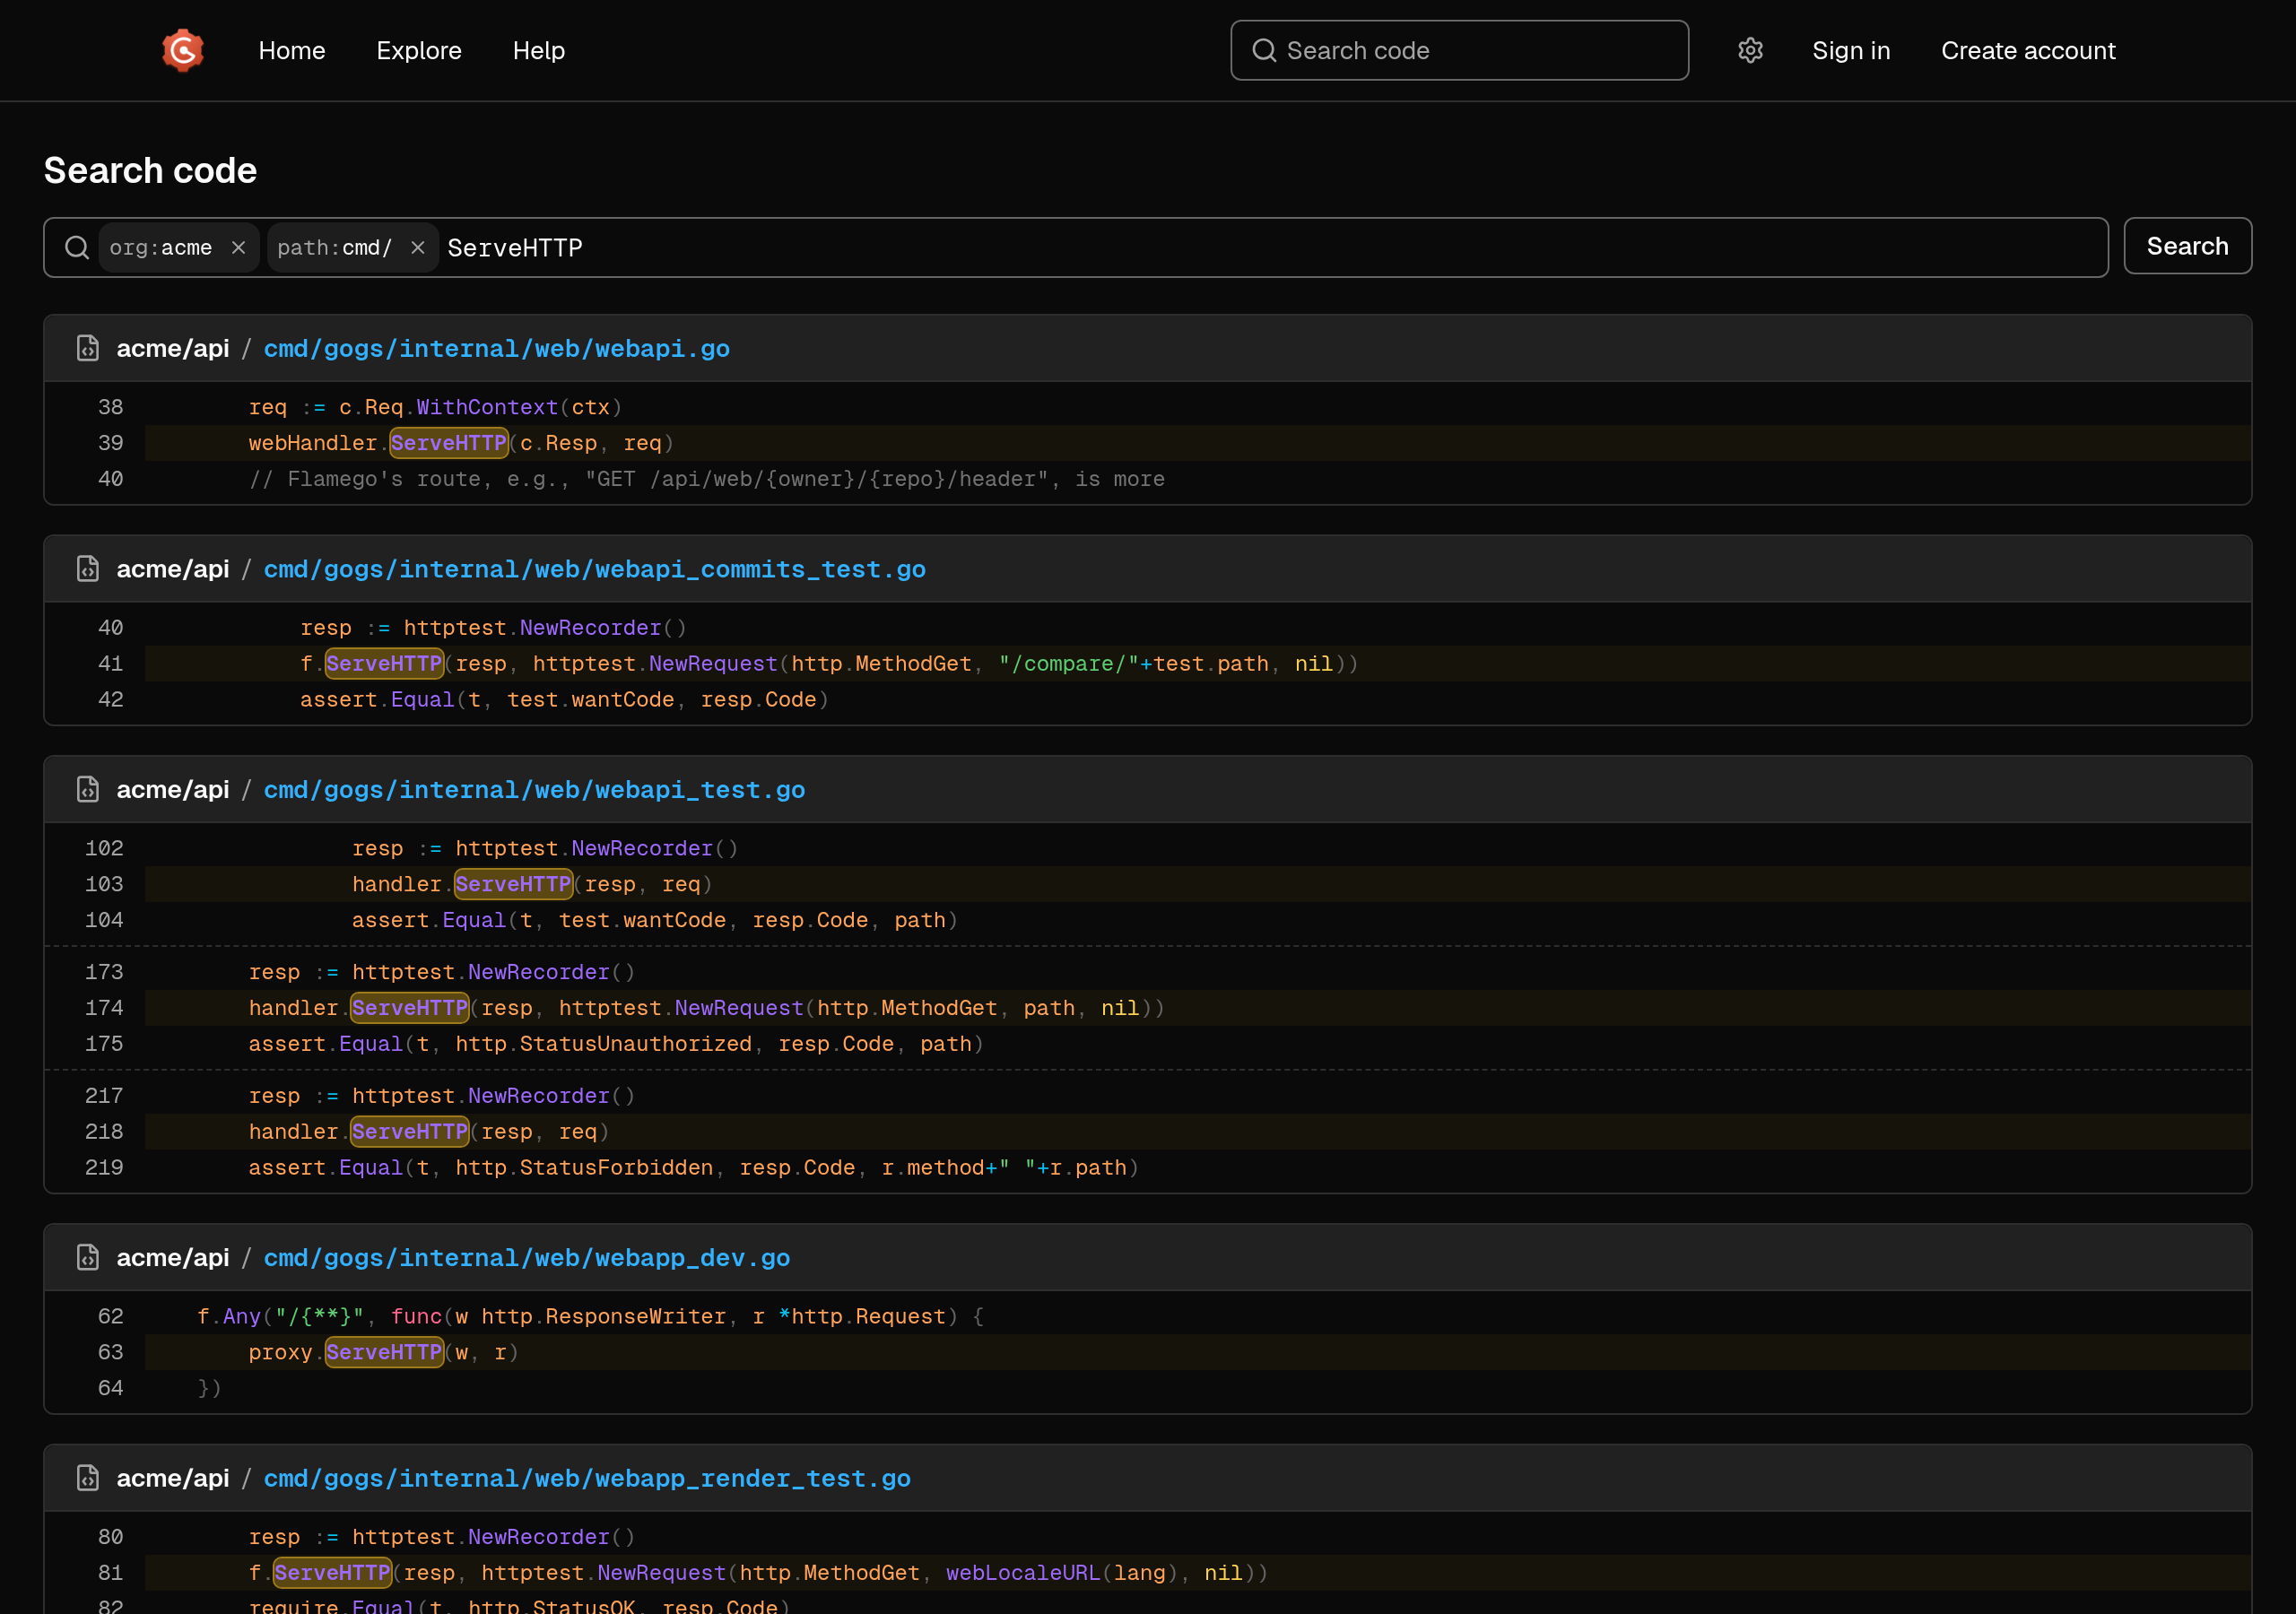 Home Explore Help Search code Sign in Create account
Search code
org:acme path:cmd/ ServeHTTP Search
acme/api / cmd/gogs/internal/web/webapi.go
38 req := c.Req.WithContext(ctx)
39 webHandler.ServeHTTP(c.Resp, req)
40 // Flamego's route, e.g., "GET /api/web/{owner}/{repo}/header", is more
acme/api / cmd/gogs/internal/web/webapi_commits_test.go
40 resp := httptest.NewRecorder()
41 f.ServeHTTP(resp, httptest.NewRequest(http.MethodGet, "/compare/"+test.path, nil))
42 assert.Equal(t, test.wantCode, resp.Code)
acme/api / cmd/gogs/internal/web/webapi_test.go
102 resp := httptest.NewRecorder()
103 handler.ServeHTTP(resp, req)
104 assert.Equal(t, test.wantCode, resp.Code, path)
173 resp := httptest.NewRecorder()
174 handler.ServeHTTP(resp, httptest.NewRequest(http.MethodGet, path, nil))
175 assert.Equal(t, http.StatusUnauthorized, resp.Code, path)
217 resp := httptest.NewRecorder()
218 handler.ServeHTTP(resp, req)
219 assert.Equal(t, http.StatusForbidden, resp.Code, r.method+" "+r.path)
acme/api / cmd/gogs/internal/web/webapp_dev.go
62 f.Any("/{**}", func(w http.ResponseWriter, r *http.Request) {
63 proxy.ServeHTTP(w, r)
64 })
acme/api / cmd/gogs/internal/web/webapp_render_test.go
80 resp := httptest.NewRecorder()
81 f.ServeHTTP(resp, httptest.NewRequest(http.MethodGet, webLocaleURL(lang), nil))
82 require.Equal(t, http.StatusOK, resp.Code)